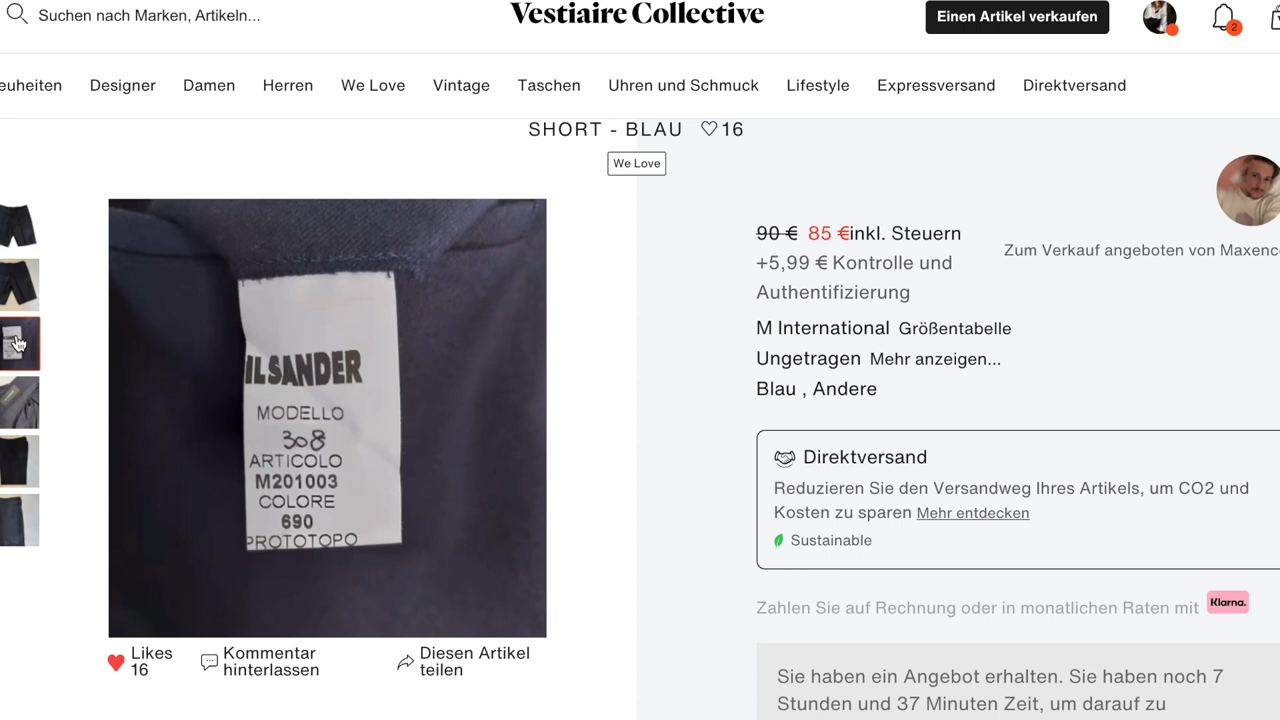 Suchen nach Marken, Artikeln...
Vestiaire Collective
Einen Artikel verkaufen
2
euheiten Designer Damen Herren We Love Vintage Taschen Uhren und Schmuck Lifestyle Expressversand Direktversand
SHORT - BLAU 16
We Love
IL SANDER
MODELLO
308
ARTICOLO
M201003
COLORE
690
PROTOTOPO
Likes
16
Kommentar
hinterlassen
Diesen Artikel
teilen
90 € 85 €inkl. Steuern
+5,99 € Kontrolle und
Authentifizierung
Zum Verkauf angeboten von Maxenc
M International Größentabelle
Ungetragen Mehr anzeigen...
Blau , Andere
Direktversand
Reduzieren Sie den Versandweg Ihres Artikels, um CO2 und
Kosten zu sparen Mehr entdecken
Sustainable
Zahlen Sie auf Rechnung oder in monatlichen Raten mit Klarna.
Sie haben ein Angebot erhalten. Sie haben noch 7
Stunden und 37 Minuten Zeit, um darauf zu